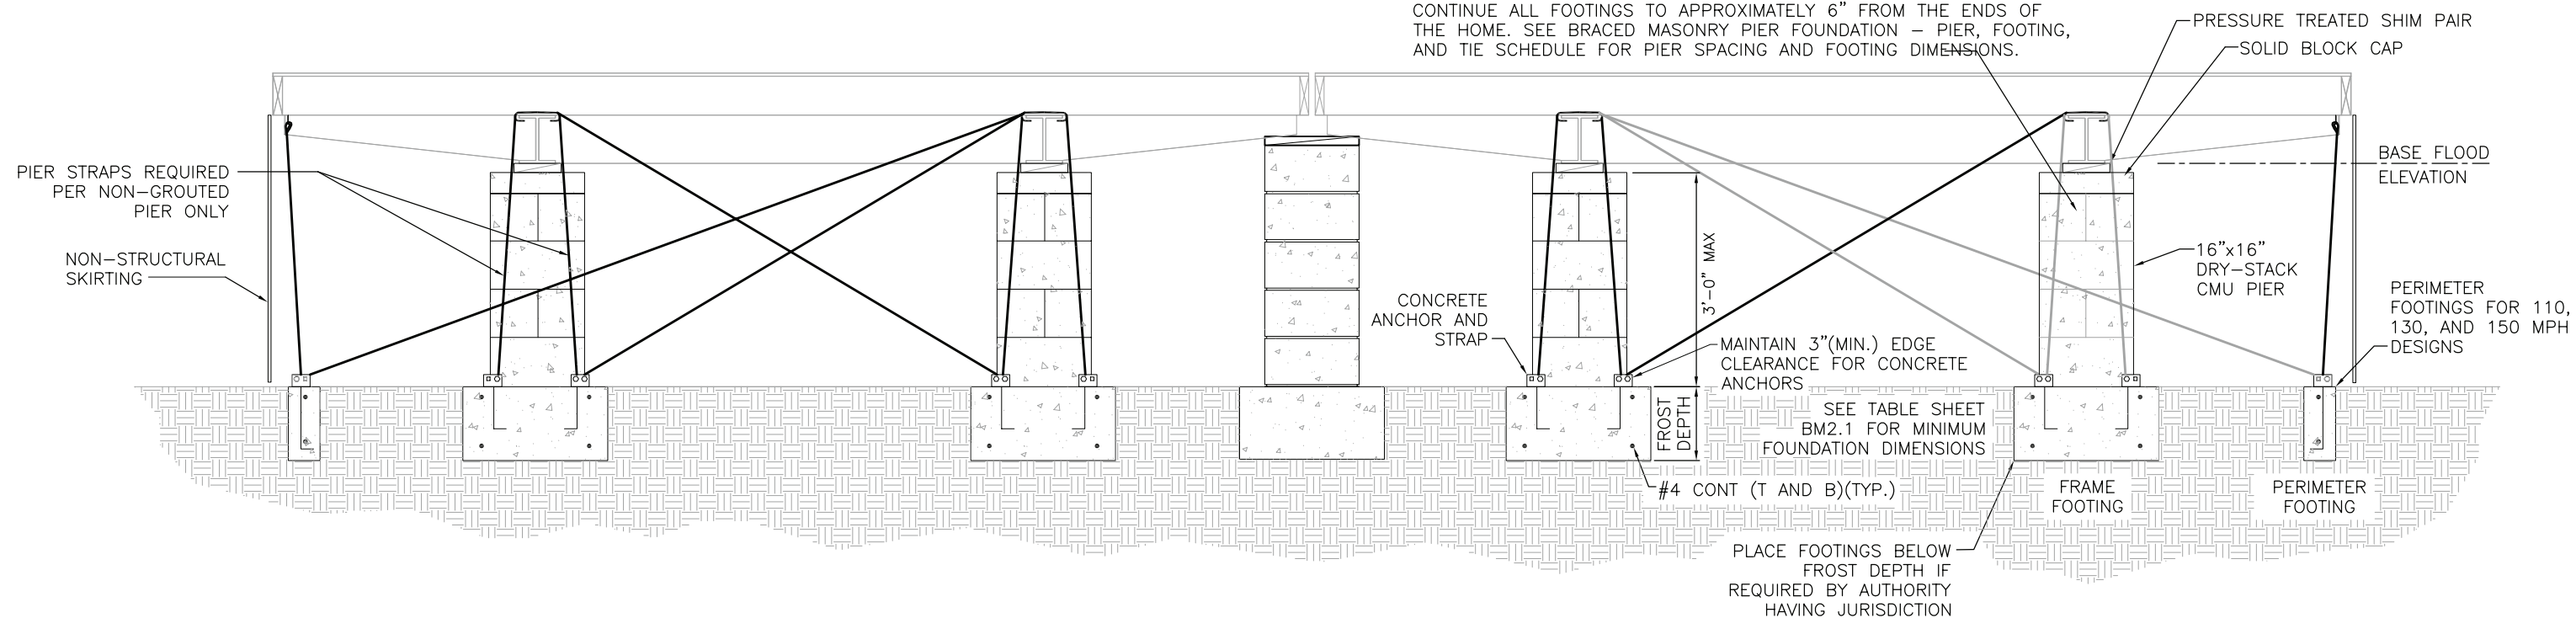 CONTINUE ALL FOOTINGS TO APPROXIMATELY 6” FROM THE ENDS OF
THE HOME. SEE BRACED MASONRY PIER FOUNDATION – PIER, FOOTING,
AND TIE SCHEDULE FOR PIER SPACING AND FOOTING DIMENSIONS.
PRESSURE TREATED SHIM PAIR
SOLID BLOCK CAP
BASE FLOOD
ELEVATION
PIER STRAPS REQUIRED
PER NON-GROUTED
PIER ONLY
NON-STRUCTURAL
SKIRTING
3'-0" MAX
16”x16”
DRY-STACK
CMU PIER
CONCRETE
ANCHOR AND
STRAP
MAINTAIN 3”(MIN.) EDGE
CLEARANCE FOR CONCRETE
ANCHORS
PERIMETER
FOOTINGS FOR 110,
130, AND 150 MPH
DESIGNS
FROST
DEPTH
SEE TABLE SHEET
BM2.1 FOR MINIMUM
FOUNDATION DIMENSIONS
#4 CONT (T AND B)(TYP.)
FRAME
FOOTING
PERIMETER
FOOTING
PLACE FOOTINGS BELOW
FROST DEPTH IF
REQUIRED BY AUTHORITY
HAVING JURISDICTION